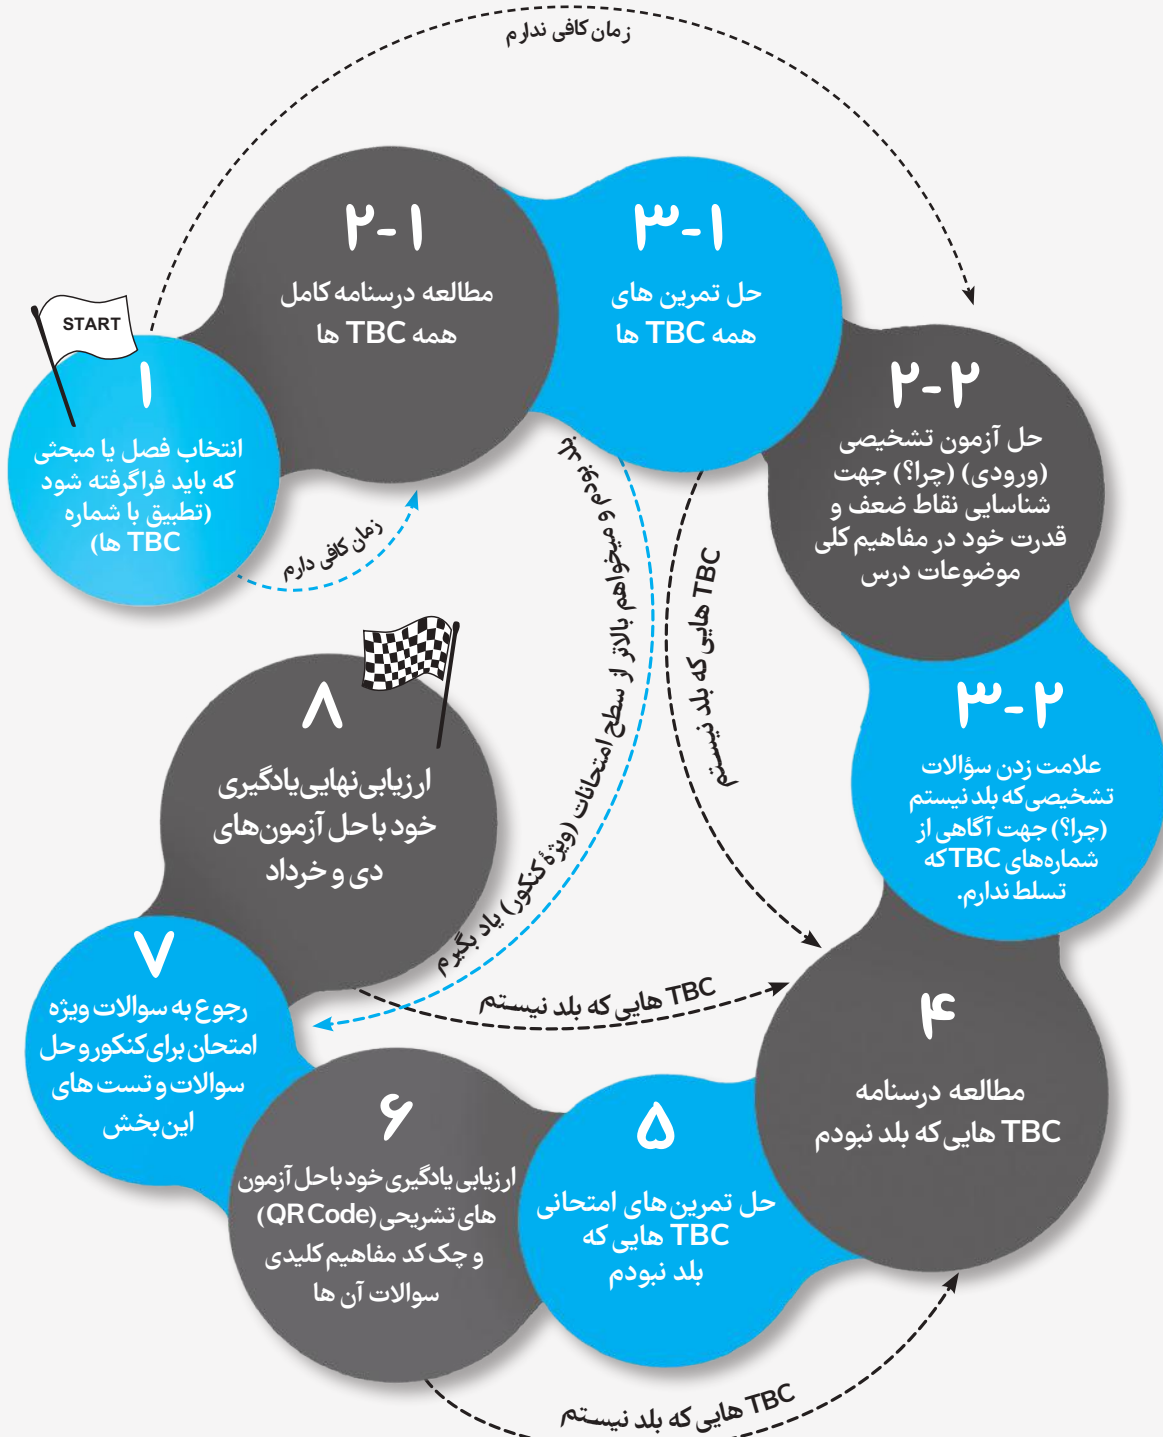 زمان کافی ندارم
START
۱
انتخاب فصل یا مبحثی
که باید فراگرفته شود
(تطبیق با شماره
TBC ها)
زمان کافی دارم
۲-۱
مطالعه درسنامه کامل
همه TBC ها
۳-۱
حل تمرین های
همه TBC ها
بلد بودم و میخواهم بالاتر از سطح امتحانات (ویژهٔ کنکور) یاد بگیرم
TBC هایی که بلد نیستم
۲-۲
حل آزمون تشخیصی
(ورودی) (چرا؟) جهت
شناسایی نقاط ضعف و
قدرت خود در مفاهیم کلی
موضوعات درس
۳-۲
علامت زدن سؤالات
تشخیصی که بلد نیستم
(چرا؟) جهت آگاهی از
شماره‌های TBC که
تسلط ندارم.
۴
مطالعه درسنامه
TBC هایی که بلد نبودم
۵
حل تمرین های امتحانی
TBC هایی که
بلد نبودم
۶
ارزیابی یادگیری خود با حل آزمون
های تشریحی (QR Code)
و چک کد مفاهیم کلیدی
سوالات آن ها
TBC هایی که بلد نیستم
۷
رجوع به سوالات ویژه
امتحان برای کنکور و حل
سوالات و تست های
این بخش
۸
ارزیابی نهایی یادگیری
خود با حل آزمون‌های
دی و خرداد
TBC هایی که بلد نیستم